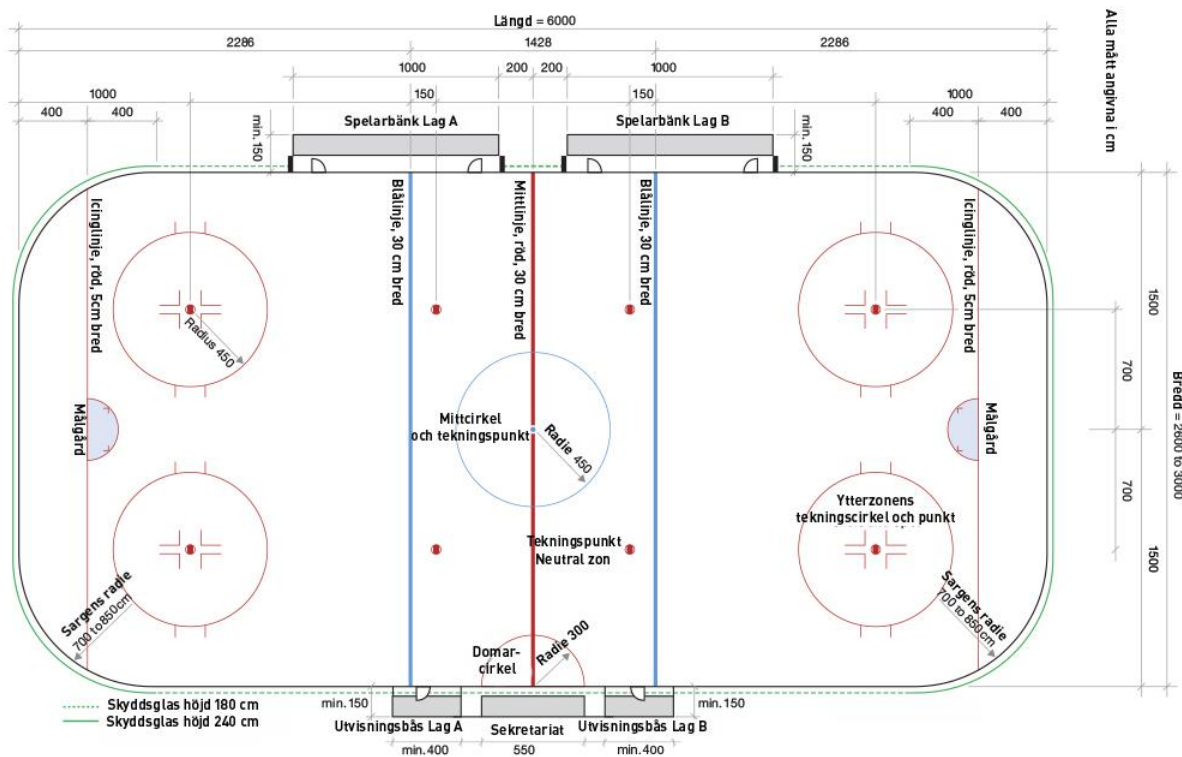 Längd = 6000
2286
1428
2286
1000
200
200
1000
1000
150
150
1000
400
400
400
400
Alla mått angivna i cm
min. 150
Spelarbänk Lag A
Spelarbänk Lag B
min. 150
Icinglinje, röd, 5cm bred
Blålinje, 30 cm bred
Mittlinje, röd, 30 cm bred
Blålinje, 30 cm bred
Icinglinje, röd, 5cm bred
Radius 450
1500
700
Bredd = 2600 to 3000
Målgård
Mittcirkel
och tekningspunkt
Radie 450
Målgård
700
Ytterzonens
tekningscirkel och punkt
Tekningspunkt
Neutral zon
1500
Sargens radie
700 to 850cm
Domar-
cirkel
Radie 300
Sargens radie
700 to 850cm
Skyddsglas höjd 180 cm
Skyddsglas höjd 240 cm
min. 150
min. 150
Utvisningsbås Lag A
Sekretariat
Utvisningsbås Lag B
min. 400
550
min. 400